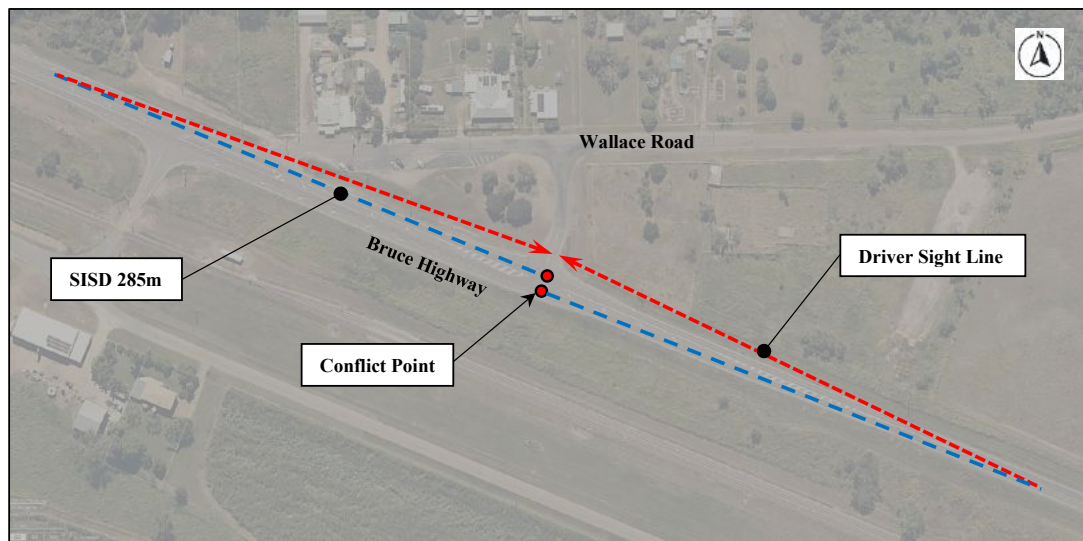 N
Wallace Road
Bruce Highway
Driver Sight Line
SISD 285m
Conflict Point